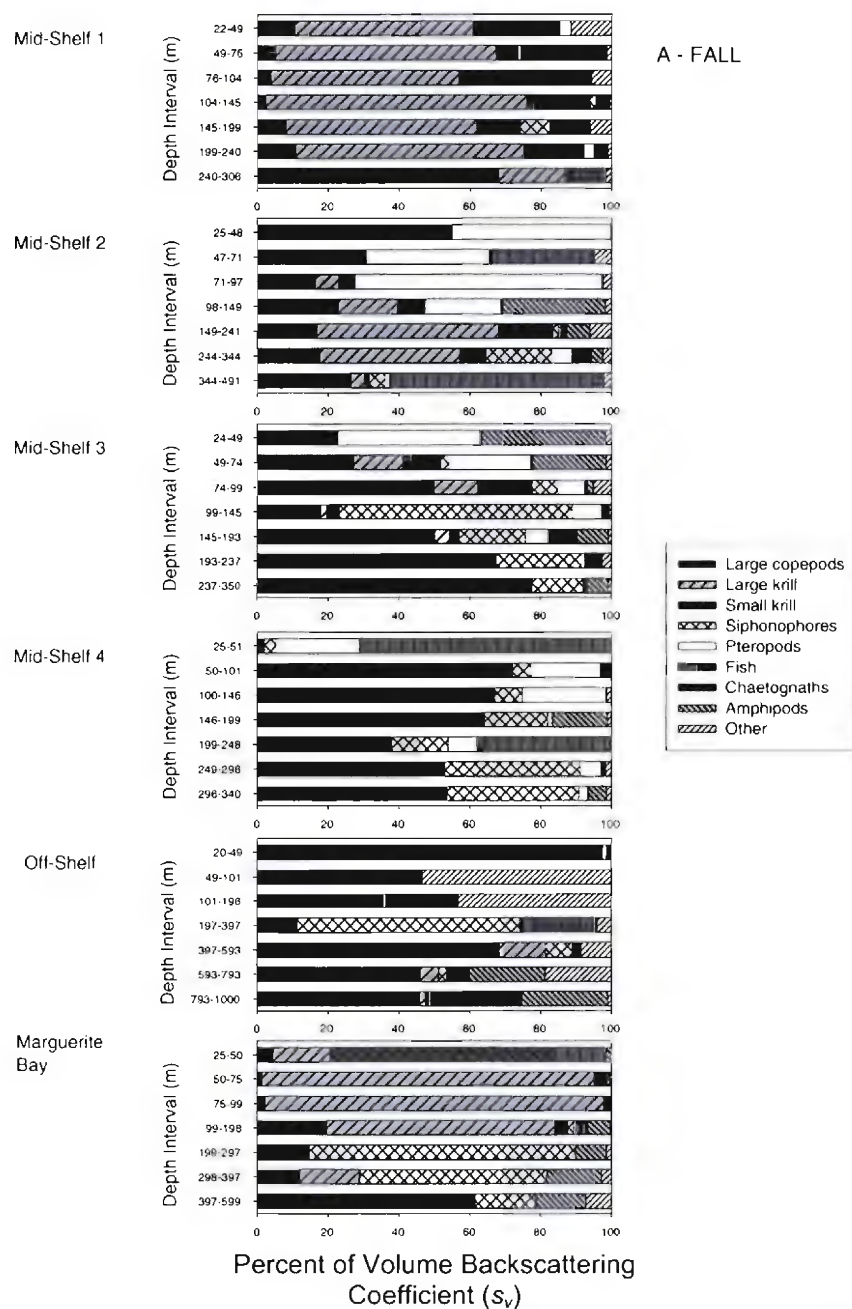 A - FALL
Mid-Shelf 1
Depth Interval (m)
22-49
49-76
76-104
104-145
145-199
199-240
240-306
0 20 40 60 80 100
Mid-Shelf 2
Depth Interval (m)
25-48
47-71
71-97
98-149
149-241
244-344
344-491
0 20 40 60 80 100
Mid-Shelf 3
Depth Interval (m)
24-49
49-74
74-99
99-145
145-193
193-237
237-350
0 20 40 60 80 100
Mid-Shelf 4
Depth Interval (m)
25-51
50-101
100-146
146-199
199-248
249-298
296-340
0 20 40 60 80 100
Off-Shelf
Depth Interval (m)
20-49
49-101
101-196
197-397
397-593
593-793
793-1000
0 20 40 60 80 100
Marguerite
Bay
Depth Interval (m)
25-50
50-75
75-99
99-198
198-297
298-397
397-599
0 20 40 60 80 100
Percent of Volume Backscattering
Coefficient (sv)
Large copepods
Large krill
Small krill
Siphonophores
Pteropods
Fish
Chaetognaths
Amphipods
Other